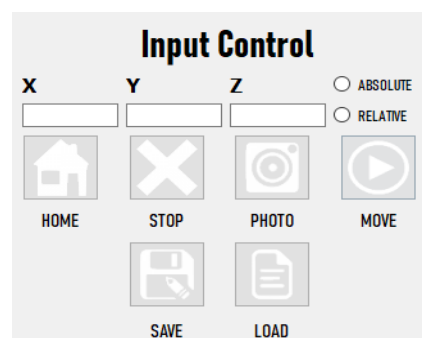 Input Control
X Y Z ABSOLUTE
RELATIVE
HOME STOP PHOTO MOVE
SAVE LOAD